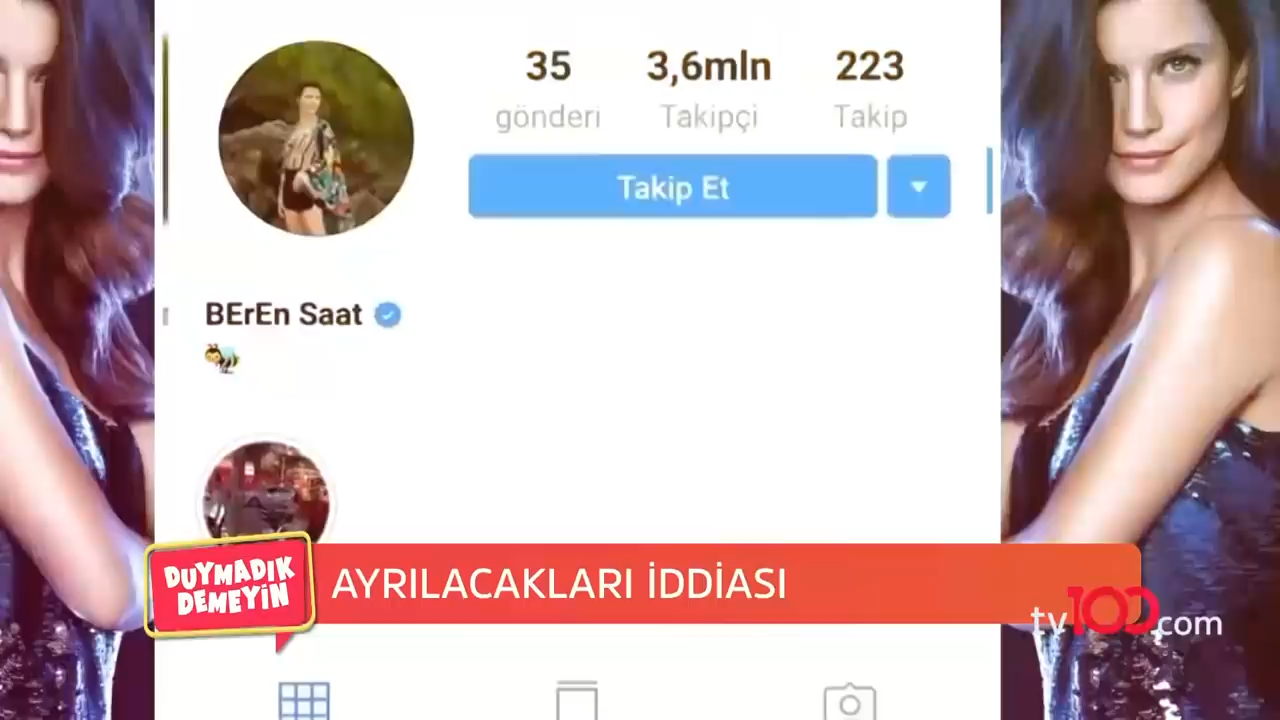 35 3,6mln 223
gönderi Takipçi Takip
Takip Et
BErEn Saat
DUYMADIK
DEMEYİN
AYRILACAKLARI İDDİASI
tv100.com